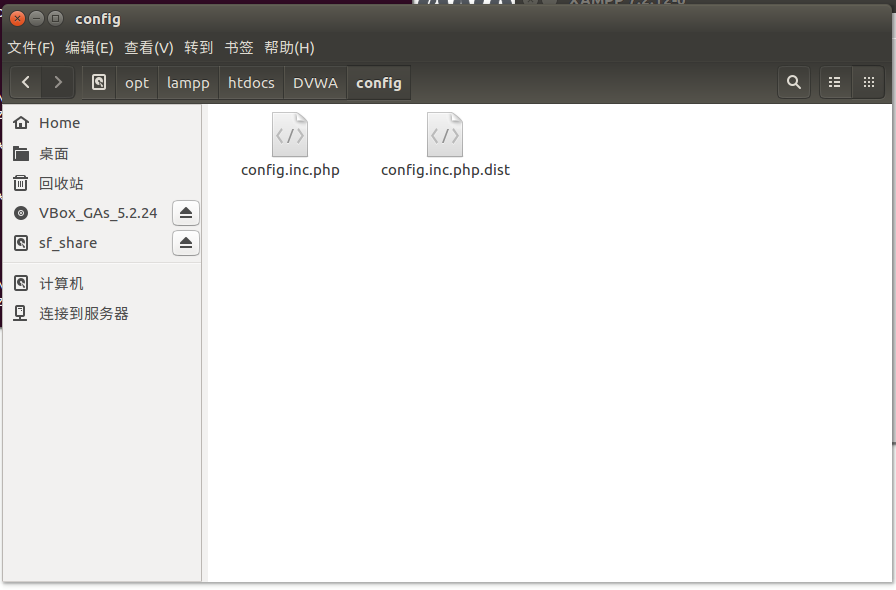 config
文件(F) 编辑(E) 查看(V) 转到 书签 帮助(H)
opt lampp htdocs DVWA config
Home
桌面
回收站
VBox_GAs_5.2.24
sf_share
计算机
连接到服务器
config.inc.php config.inc.php.dist